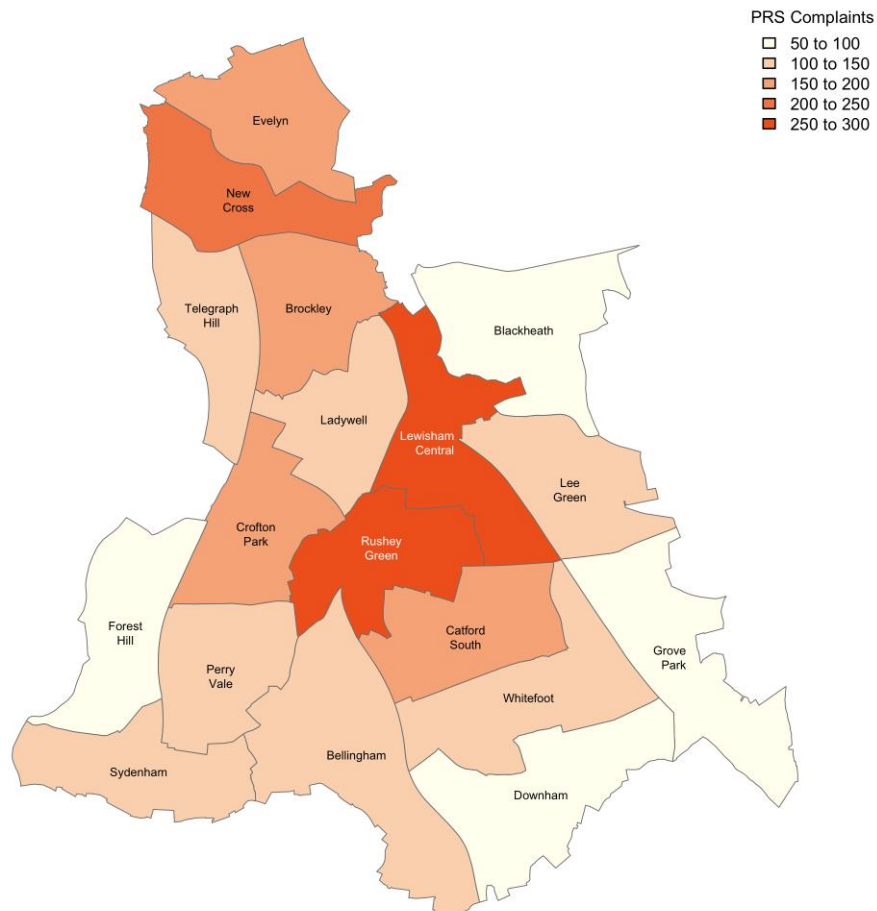 PRS Complaints
50 to 100
100 to 150
150 to 200
200 to 250
250 to 300
Evelyn
New
Cross
Telegraph
Hill
Brockley
Blackheath
Ladywell
Lewisham
Central
Lee
Green
Crofton
Park
Rushey
Green
Forest
Hill
Catford
South
Grove
Park
Perry
Vale
Whitefoot
Bellingham
Sydenham
Downham